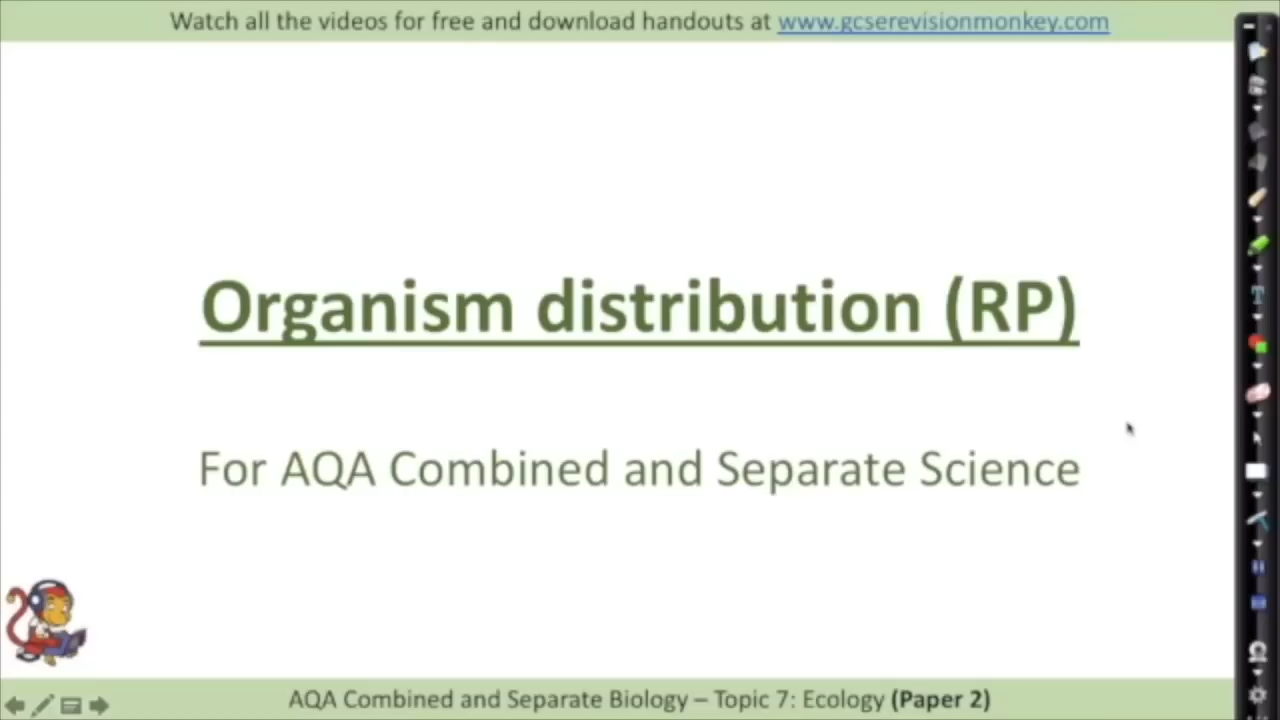 Watch all the videos for free and download handouts at www.gcserevisionmonkey.com
Organism distribution (RP)
For AQA Combined and Separate Science
AQA Combined and Separate Biology – Topic 7: Ecology (Paper 2)